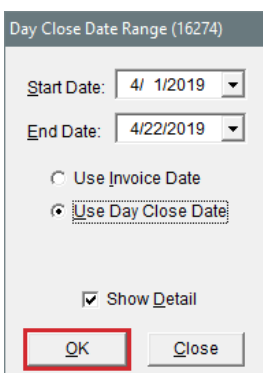 Day Close Date Range (16274)
Start Date: 4/ 1/2019
End Date: 4/22/2019
Use Invoice Date
Use Day Close Date
Show Detail
OK Close